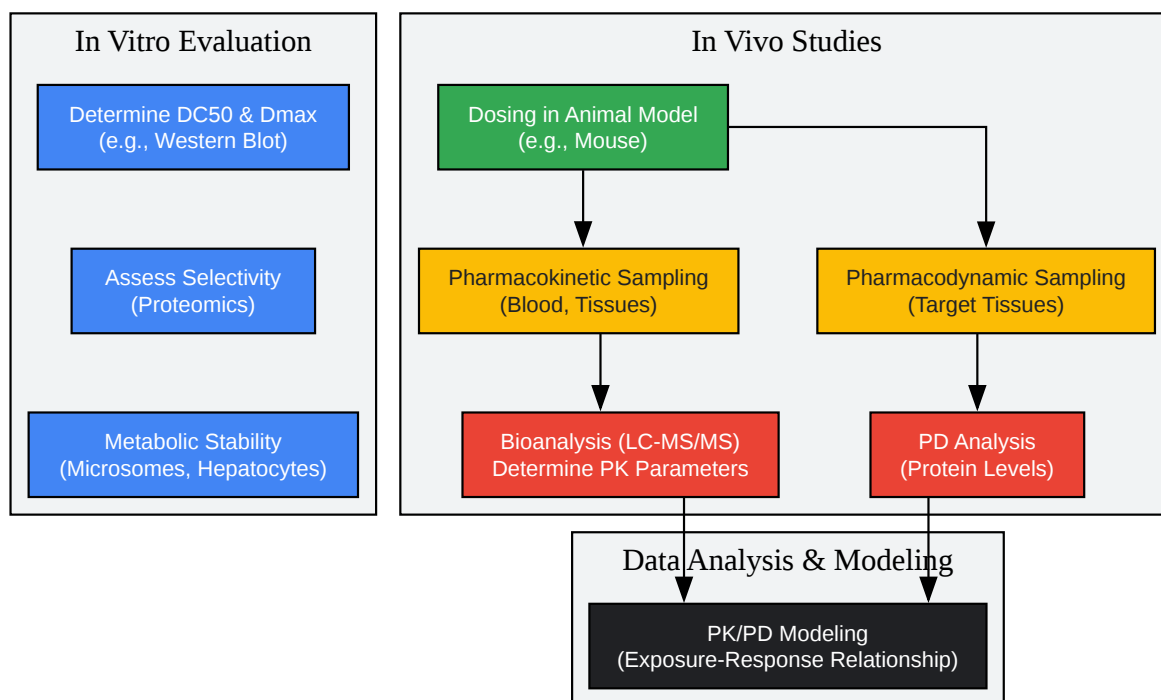 In Vitro Evaluation
Determine DC50 & Dmax
(e.g., Western Blot)
Assess Selectivity
(Proteomics)
Metabolic Stability
(Microsomes, Hepatocytes)
In Vivo Studies
Dosing in Animal Model
(e.g., Mouse)
Pharmacokinetic Sampling
(Blood, Tissues)
Pharmacodynamic Sampling
(Target Tissues)
Bioanalysis (LC-MS/MS)
Determine PK Parameters
PD Analysis
(Protein Levels)
Data Analysis & Modeling
PK/PD Modeling
(Exposure-Response Relationship)